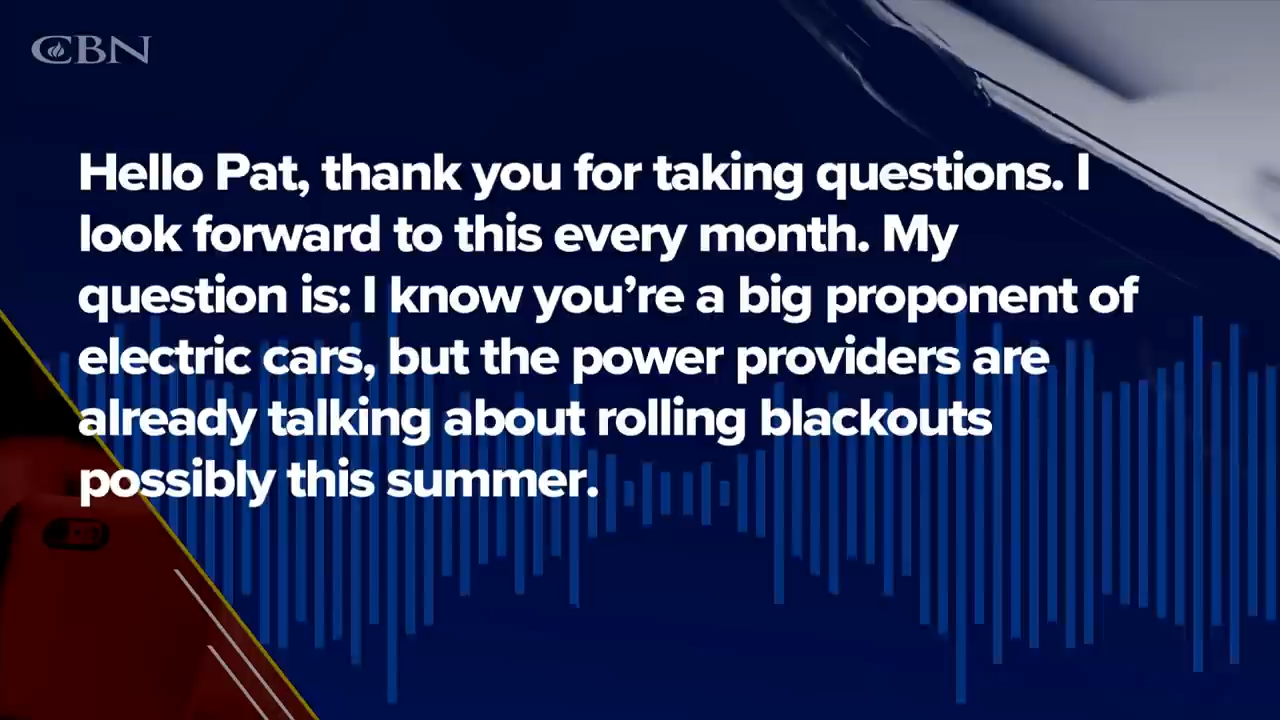 CBN
Hello Pat, thank you for taking questions. I
look forward to this every month. My
question is: I know you’re a big proponent of
electric cars, but the power providers are
already talking about rolling blackouts
possibly this summer.